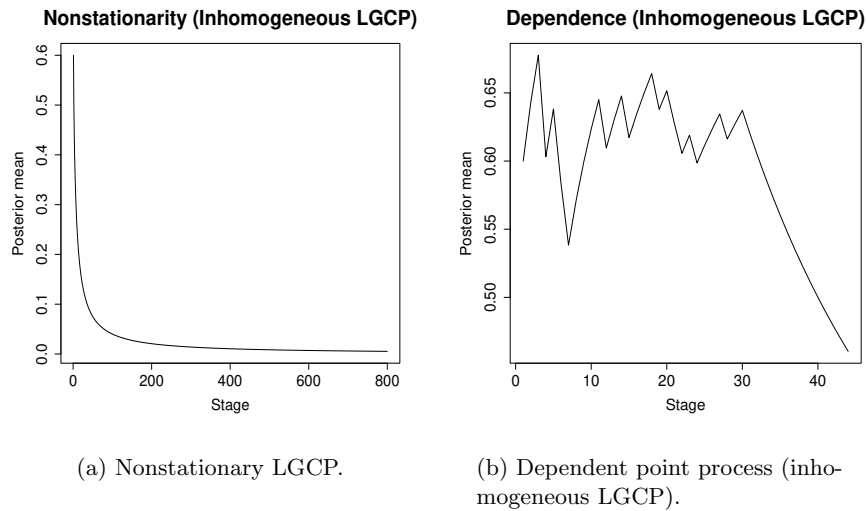 Nonstationarity (Inhomogeneous LGCP)
0.6
0.5
0.4
0.3
0.2
0.1
0.0
Posterior mean
0 200 400 600 800
Stage
(a) Nonstationary LGCP.
Dependence (Inhomogeneous LGCP)
0.65
0.60
0.55
0.50
Posterior mean
0 10 20 30 40
Stage
(b) Dependent point process (inho-
mogeneous LGCP).